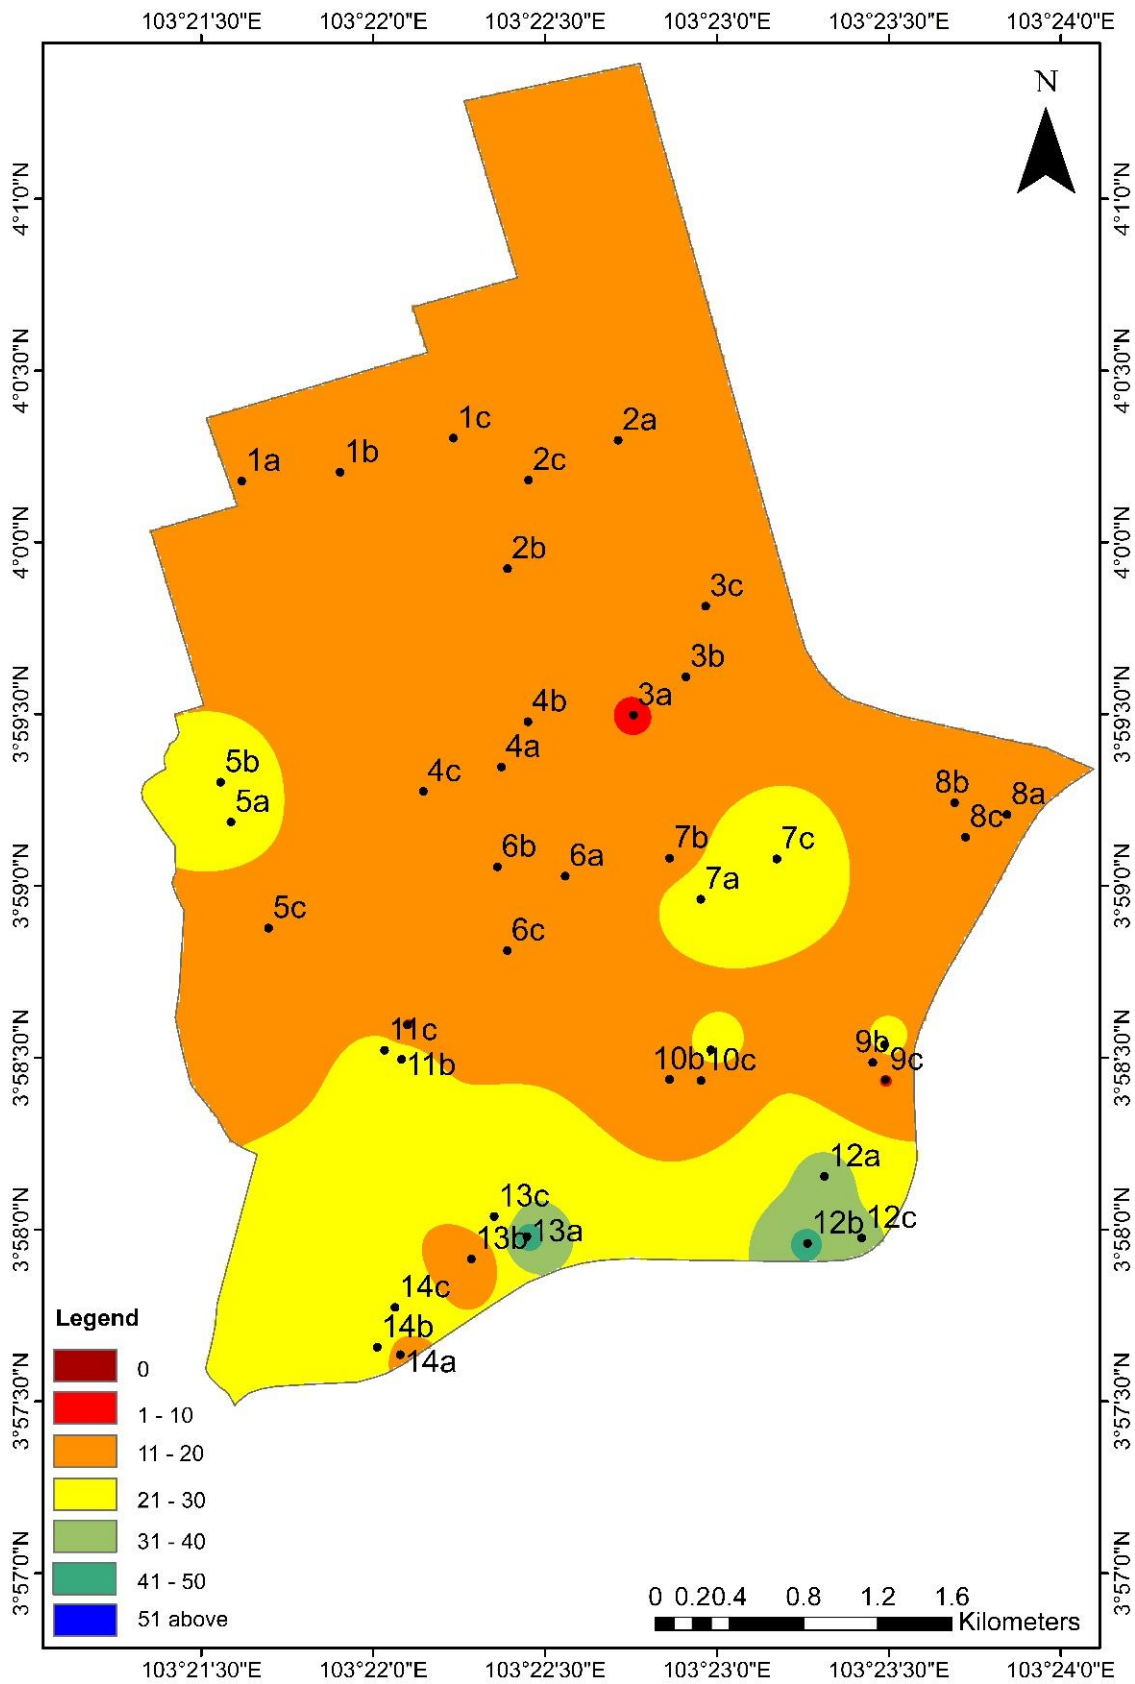 103°21'30"E 103°22'0"E 103°22'30"E 103°23'0"E 103°23'30"E 103°24'0"E
N
4°1'0"N 4°1'0"N
4°0'30"N 4°0'30"N
1c 2a
1a 1b 2c
4°0'0"N 4°0'0"N
2b
3c
3b
3°59'30"N 4b 3a 3°59'30"N
4a
5b 4c 8b
5a 8a
8c
6b 6a 7b 7c
3°59'0"N 7a 3°59'0"N
5c 6c
11c
3°58'30"N 11b 10b 10c 9b 9c 3°58'30"N
12a
13c
3°58'0"N 13b 13a 12b 12c 3°58'0"N
14c
Legend 14b
14a
0
3°57'30"N 1 - 10 3°57'30"N
11 - 20
21 - 30
31 - 40
3°57'0"N 41 - 50 3°57'0"N
51 above
0 0.20.4 0.8 1.2 1.6
Kilometers
103°21'30"E 103°22'0"E 103°22'30"E 103°23'0"E 103°23'30"E 103°24'0"E